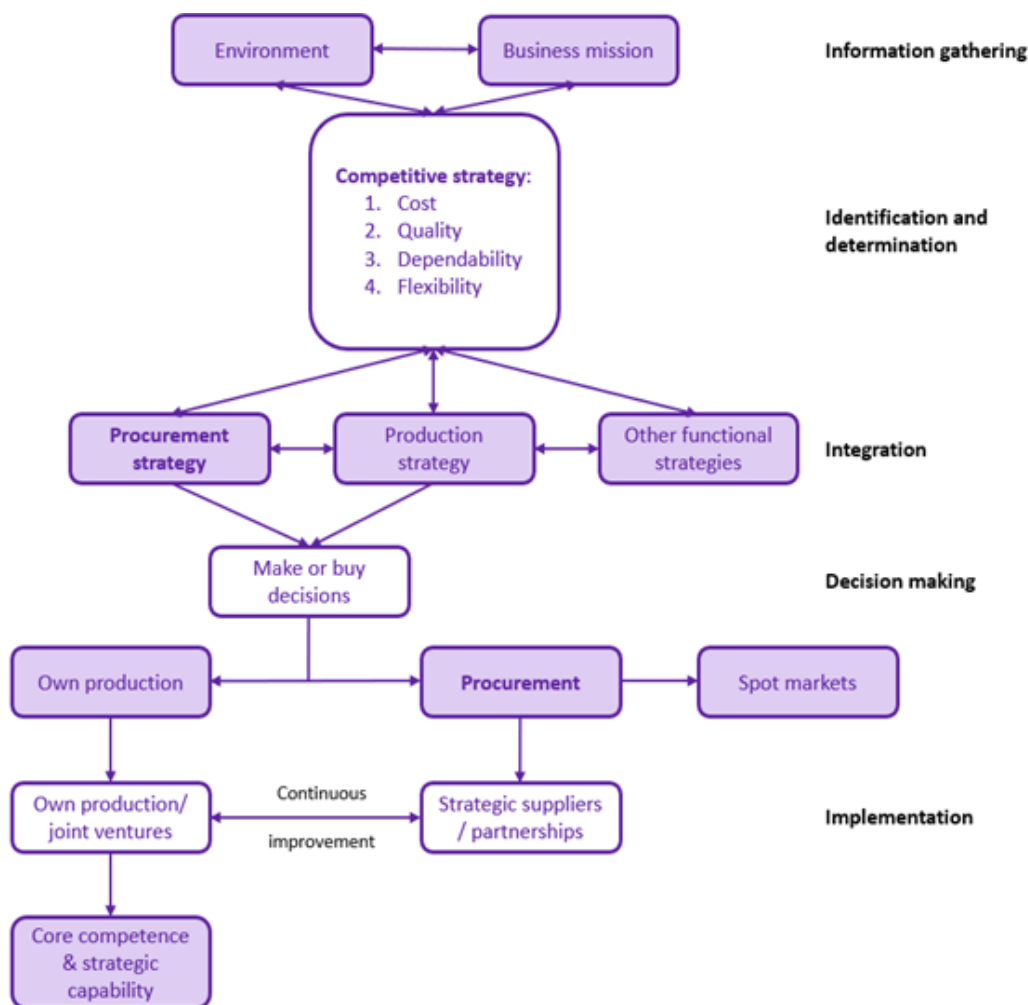 Environment
Business mission
Information gathering
Competitive strategy:
1. Cost
2. Quality
3. Dependability
4. Flexibility
Identification and
determination
Procurement
strategy
Production
strategy
Other functional
strategies
Integration
Make or buy
decisions
Decision making
Own production
Procurement
Spot markets
Own production/
joint ventures
Continuous
improvement
Strategic suppliers
/ partnerships
Implementation
Core competence
& strategic
capability